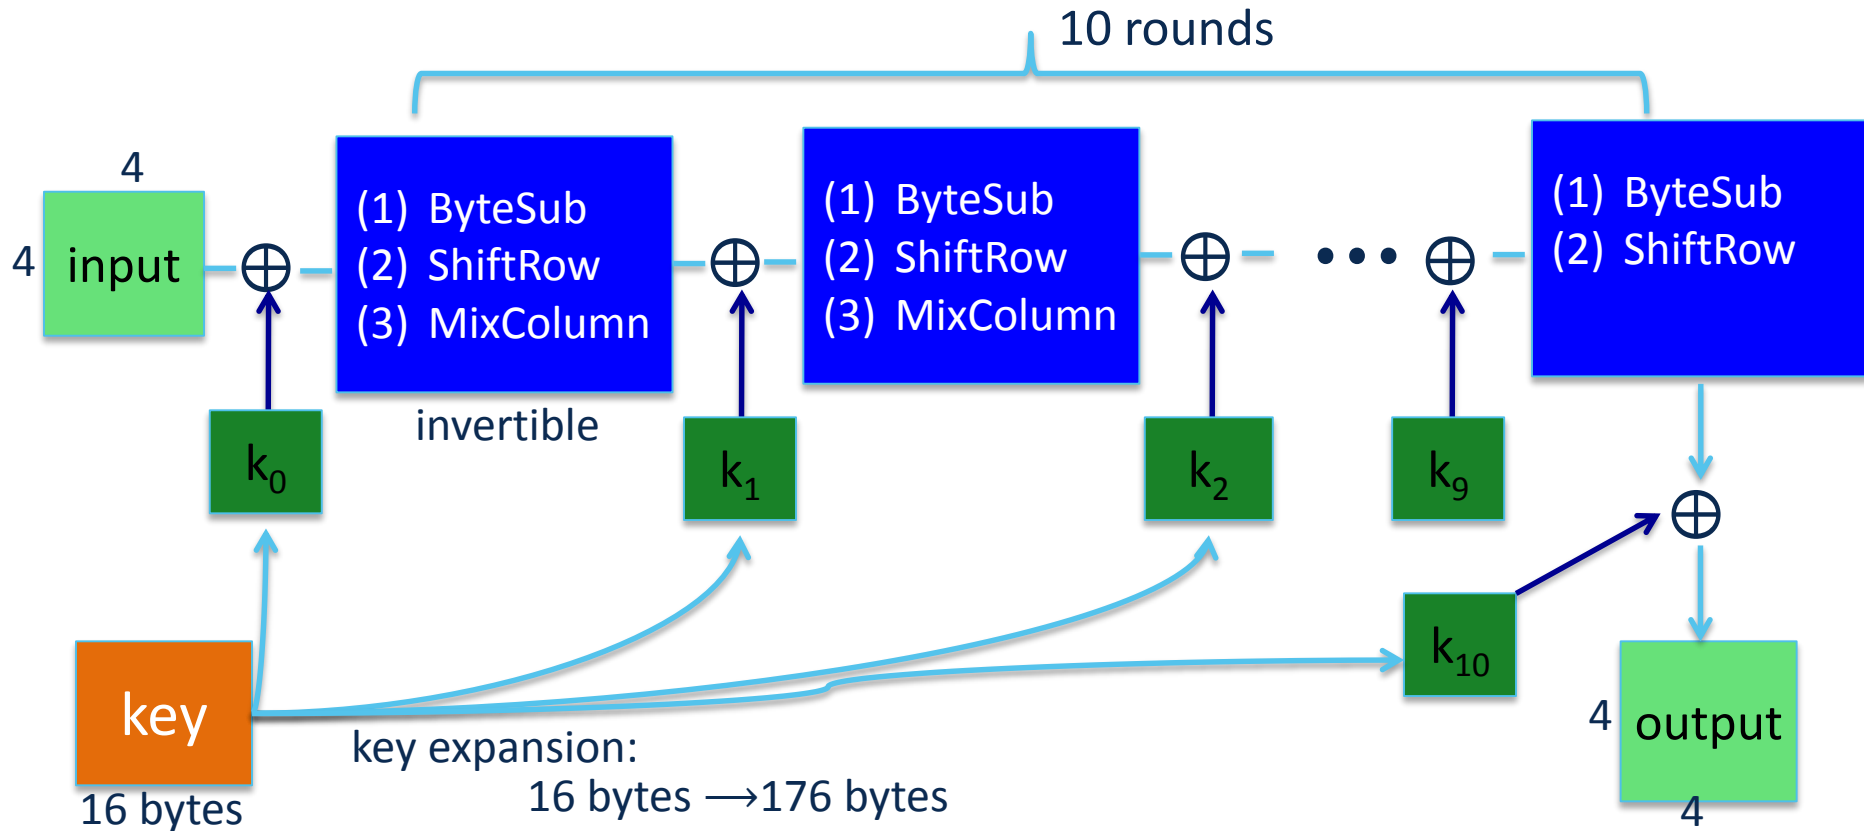 10 rounds
4
4
input
(1) ByteSub
(2) ShiftRow
(3) MixColumn
invertible
(1) ByteSub
(2) ShiftRow
(3) MixColumn
•••
(1) ByteSub
(2) ShiftRow
k₀
k₁
k₂
k₉
k₁₀
key
16 bytes
key expansion:
16 bytes ⟶176 bytes
4
output
4